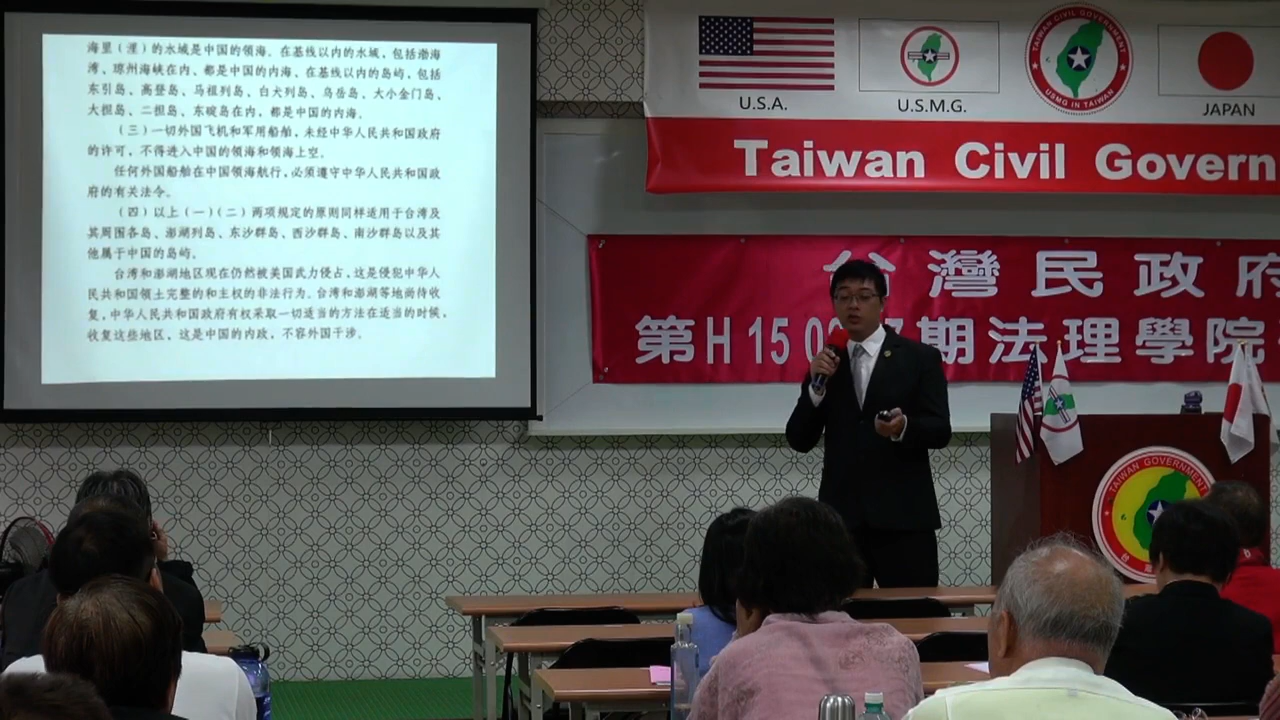 海里(浬)的水域是中国的领海。在基线以内的水域,包括渤海
湾、琼州海峡在内、都是中国的内海、在基线以内的岛屿,包括
东引岛、高登岛、马祖列岛、白犬列岛、乌岳岛、大小金门岛、
大担岛、二担岛、东碇岛在内,都是中国的内海。
(三)一切外国飞机和军用船舶,未经中华人民共和国政府
的许可,不得进入中国的领海和领海上空。
任何外国船舶在中国领海航行,必须遵守中华人民共和国政
府的有关法令。
(四)以上(一)(二)两项规定的原则同样适用于台湾及
其周围各岛、澎湖列岛、东沙群岛、西沙群岛、南沙群岛以及其
他属于中国的岛屿。
台湾和澎湖地区现在仍然被美国武力侵占,这是侵犯中华人
民共和国领土完整的和主权的非法行为。台湾和澎湖等地尚待收
复,中华人民共和国政府有权采取一切适当的方法在适当的时候,
收复这些地区,这是中国的内政,不容外国干涉。
U.S.A.
U.S.M.G.
TAIWAN CIVIL GOVERNMENT
USMG IN TAIWAN
JAPAN
Taiwan Civil Govern
台灣民政府
第H 15 0 期法理學院
TAIWAN GOVERNMENT
台